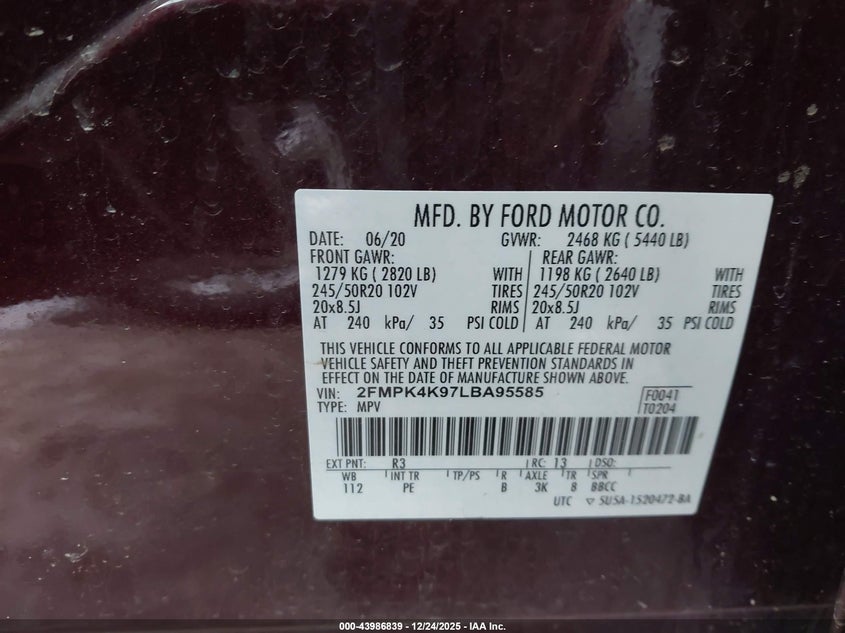 MFD. BY FORD MOTOR CO.
DATE: 06/20 GVWR: 2468 KG ( 5440 LB)
FRONT GAWR: REAR GAWR:
1279 KG ( 2820 LB) WITH 1198 KG ( 2640 LB) WITH
245/50R20 102V TIRES 245/50R20 102V TIRES
20x8.5J RIMS 20x8.5J RIMS
AT 240 kPa/ 35 PSI COLD AT 240 kPa/ 35 PSI COLD
THIS VEHICLE CONFORMS TO ALL APPLICABLE FEDERAL MOTOR
VEHICLE SAFETY AND THEFT PREVENTION STANDARDS IN
EFFECT ON THE DATE OF MANUFACTURE SHOWN ABOVE.
VIN: 2FMPK4K97LBA95585 F0041
TYPE: MPV T0204
EXT PNT: R3 RC: 13 DSO:
WB INT TR TP/PS R AXLE TR SPR
112 PE B 3K 8 BBCC
UTC ▽ SU5A-1520472-BA
000-43986839 - 12/24/2025 - IAA Inc.